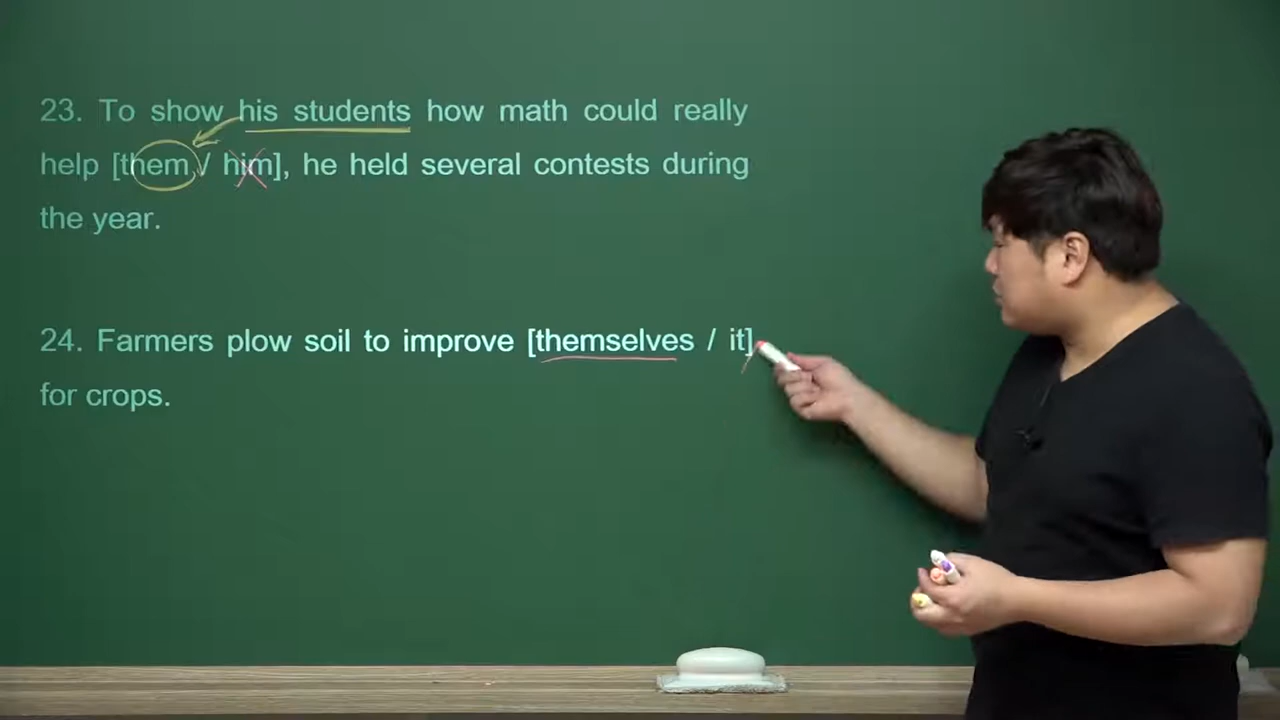 23. To show his students how math could really
help [them / him], he held several contests during
the year.
24. Farmers plow soil to improve [themselves / it]
for crops.